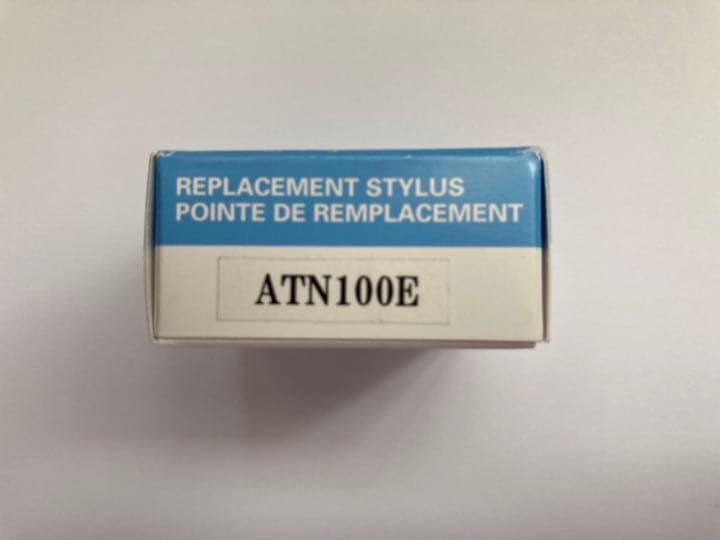 REPLACEMENT STYLUS
POINTE DE REMPLACEMENT
ATN100E